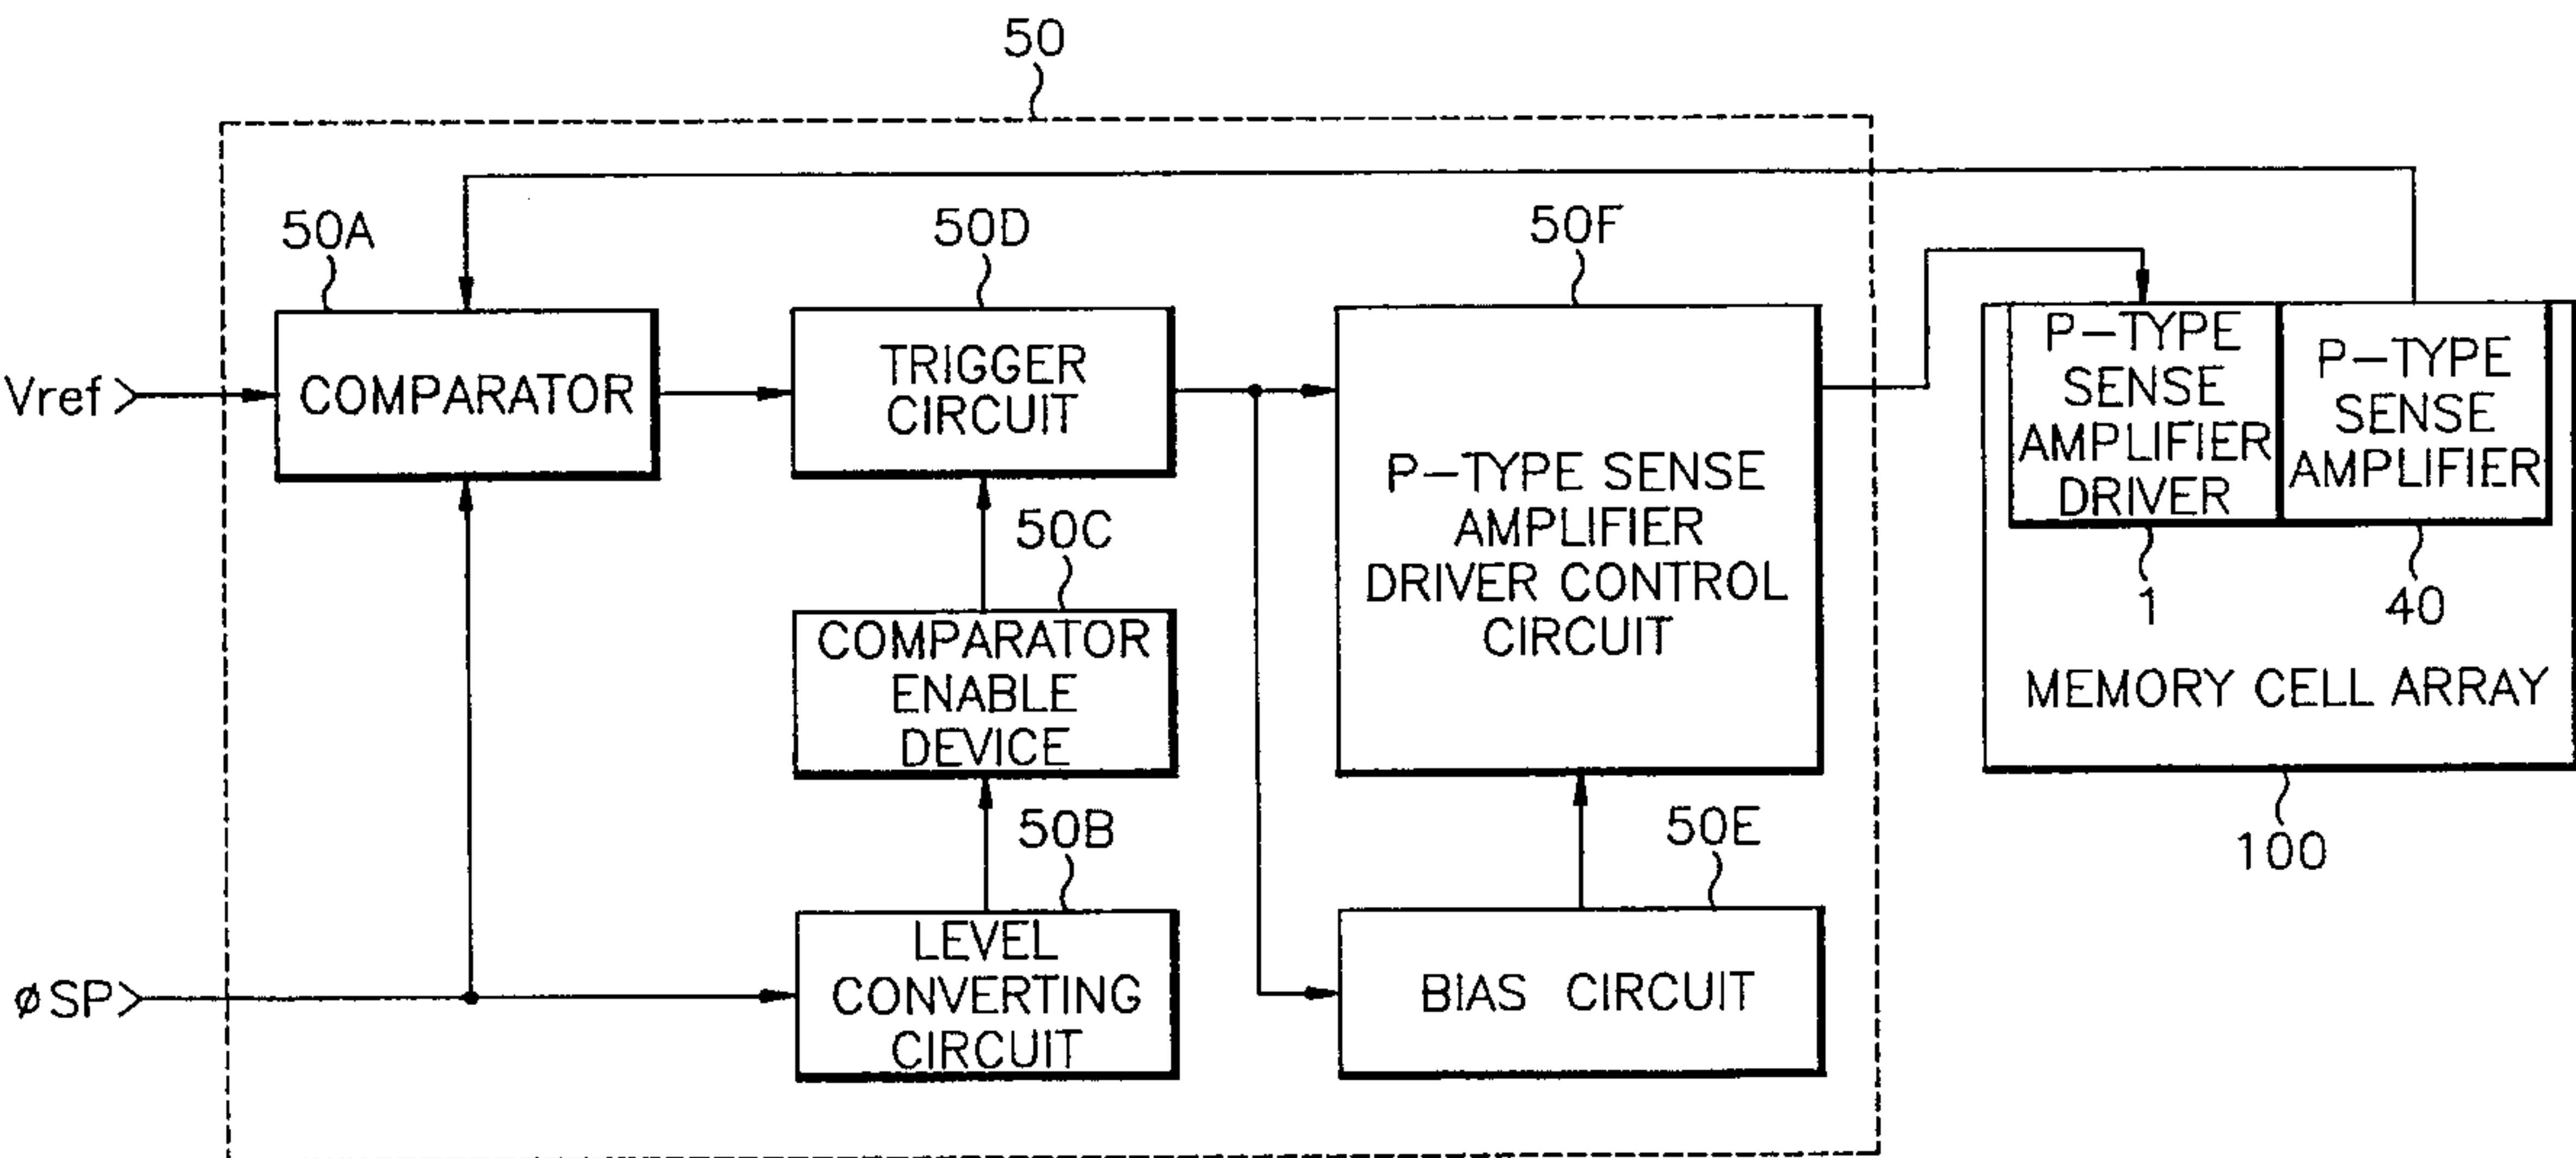 50
50A
50D
50F
Vref
COMPARATOR
TRIGGER
CIRCUIT
P-TYPE SENSE
AMPLIFIER
DRIVER CONTROL
CIRCUIT
P-TYPE
SENSE
AMPLIFIER
DRIVER
P-TYPE
SENSE
AMPLIFIER
1
40
MEMORY CELL ARRAY
100
50C
COMPARATOR
ENABLE
DEVICE
50B
50E
øSP
LEVEL
CONVERTING
CIRCUIT
BIAS CIRCUIT